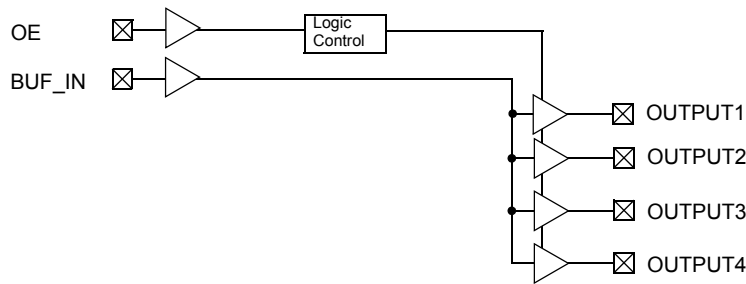 OE
Logic
Control
BUF_IN
OUTPUT1
OUTPUT2
OUTPUT3
OUTPUT4